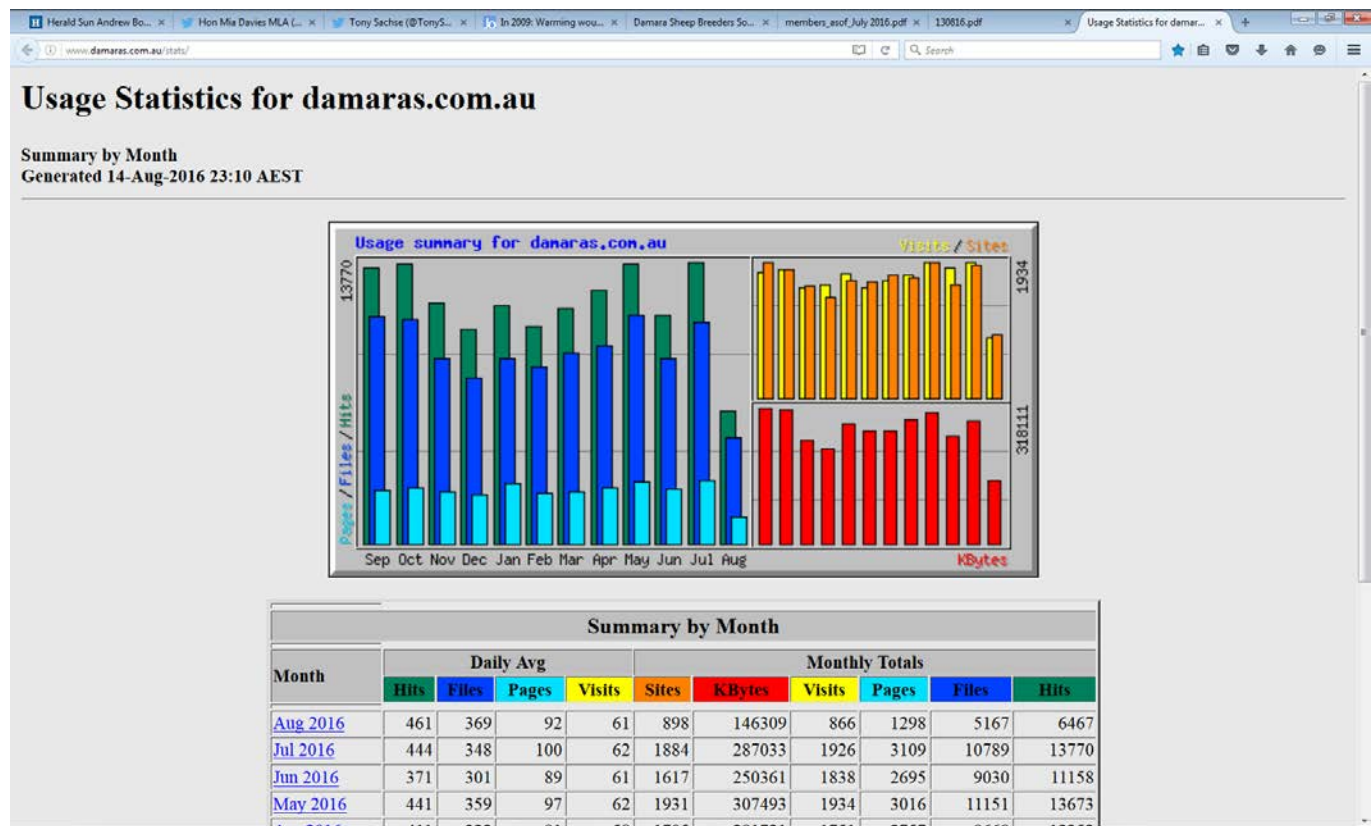 Herald Sun Andrew Bo...
Hon Mia Davies MLA (...
Tony Sachse (@TonyS...
In 2009: Warming wou...
Damara Sheep Breeders So...
members_asof_July 2016.pdf
130816.pdf
Usage Statistics for damar...
www.damaras.com.au/stats/
Search
Usage Statistics for damaras.com.au
Summary by Month
Generated 14-Aug-2016 23:10 AEST
Usage summary for damaras.com.au
Visits / Sites
13770
1934
Pages / Files / Hits
318111
Sep Oct Nov Dec Jan Feb Mar Apr May Jun Jul Aug
KBytes
Summary by Month
Month Daily Avg Monthly Totals
Hits Files Pages Visits Sites KBytes Visits Pages Files Hits
Aug 2016 461 369 92 61 898 146309 866 1298 5167 6467
Jul 2016 444 348 100 62 1884 287033 1926 3109 10789 13770
Jun 2016 371 301 89 61 1617 250361 1838 2695 9030 11158
May 2016 441 359 97 62 1931 307493 1934 3016 11151 13673